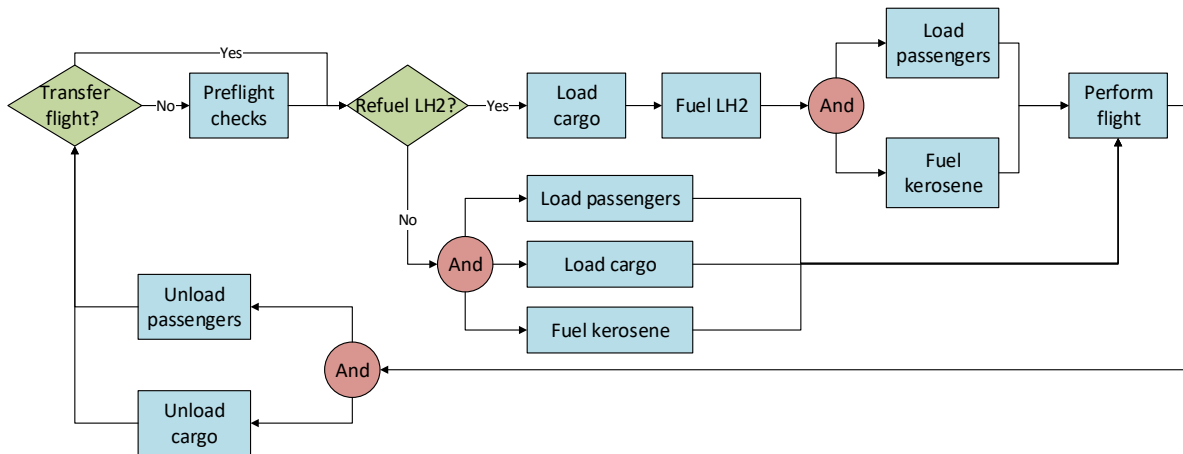 Yes
Transfer
flight?
No
Preflight
checks
Refuel LH2?
Yes
Load
cargo
Fuel LH2
And
Load
passengers
Fuel
kerosene
Perform
flight
No
And
Load passengers
Load cargo
Fuel kerosene
Unload
passengers
And
Unload
cargo